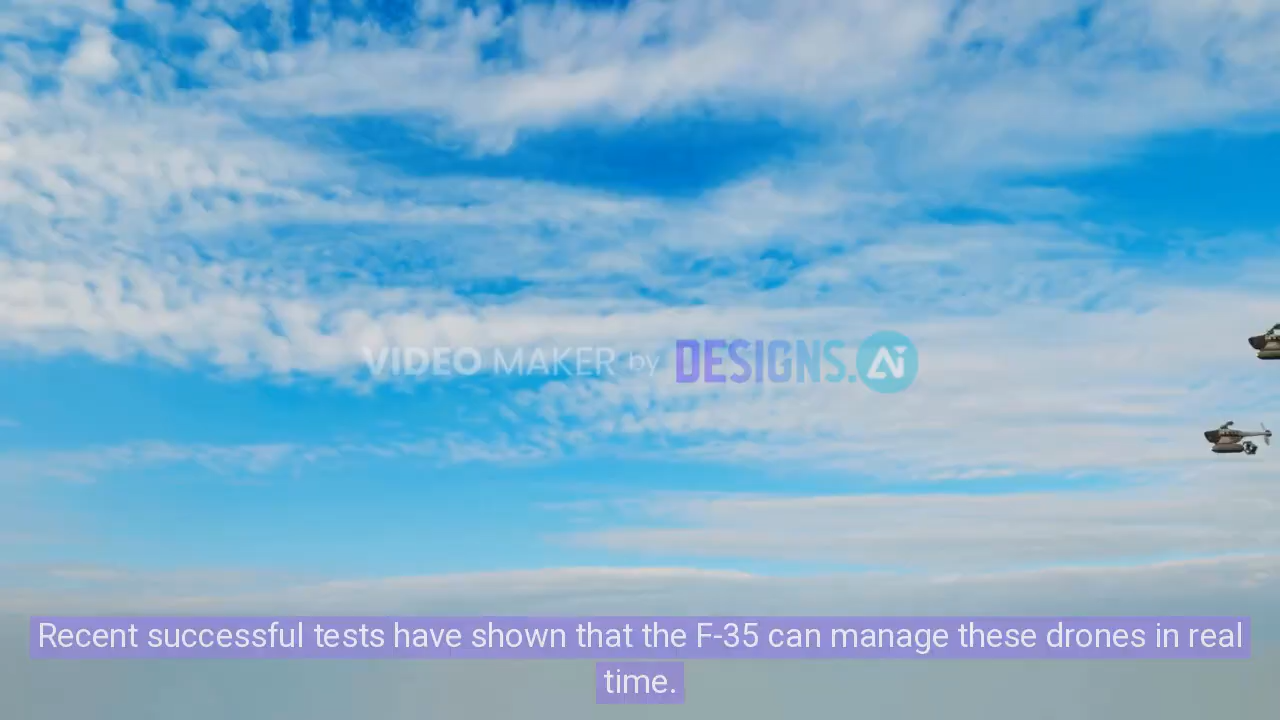 VIDEO MAKER by DESIGNS.Ai
Recent successful tests have shown that the F-35 can manage these drones in real
time.